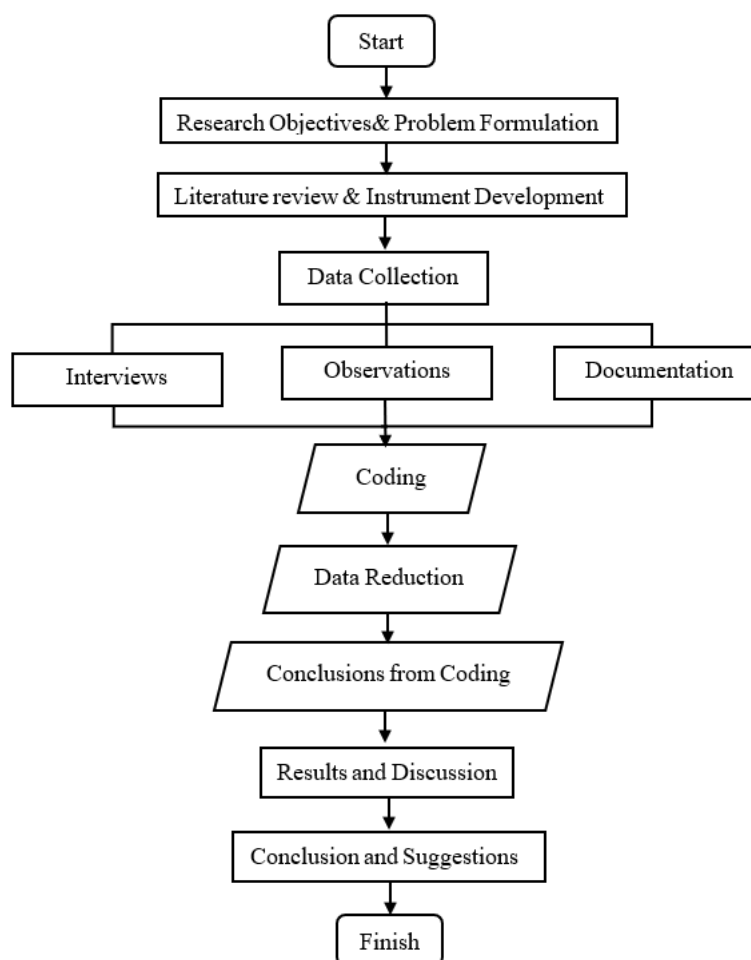 Start
Research Objectives& Problem Formulation
Literature review & Instrument Development
Data Collection
Interviews
Observations
Documentation
Coding
Data Reduction
Conclusions from Coding
Results and Discussion
Conclusion and Suggestions
Finish